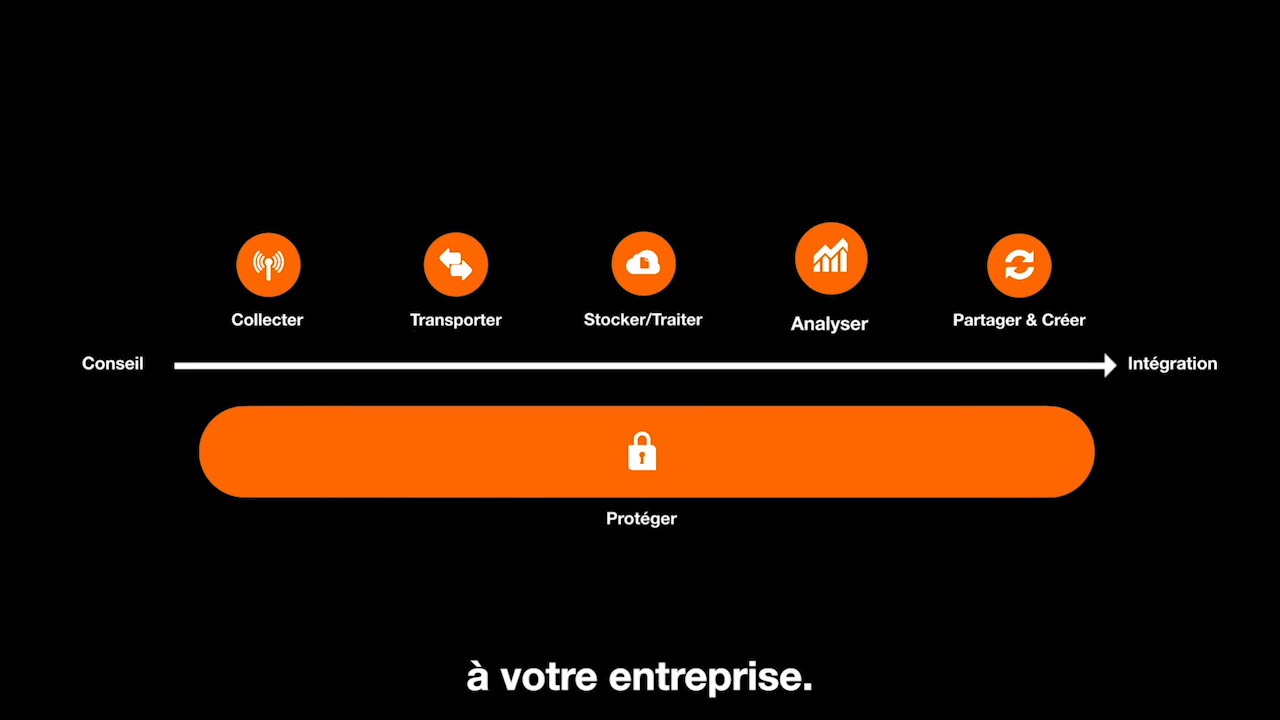 Collecter
Transporter
Stocker/Traiter
Analyser
Partager & Créer
Conseil
Intégration
Protéger
à votre entreprise.